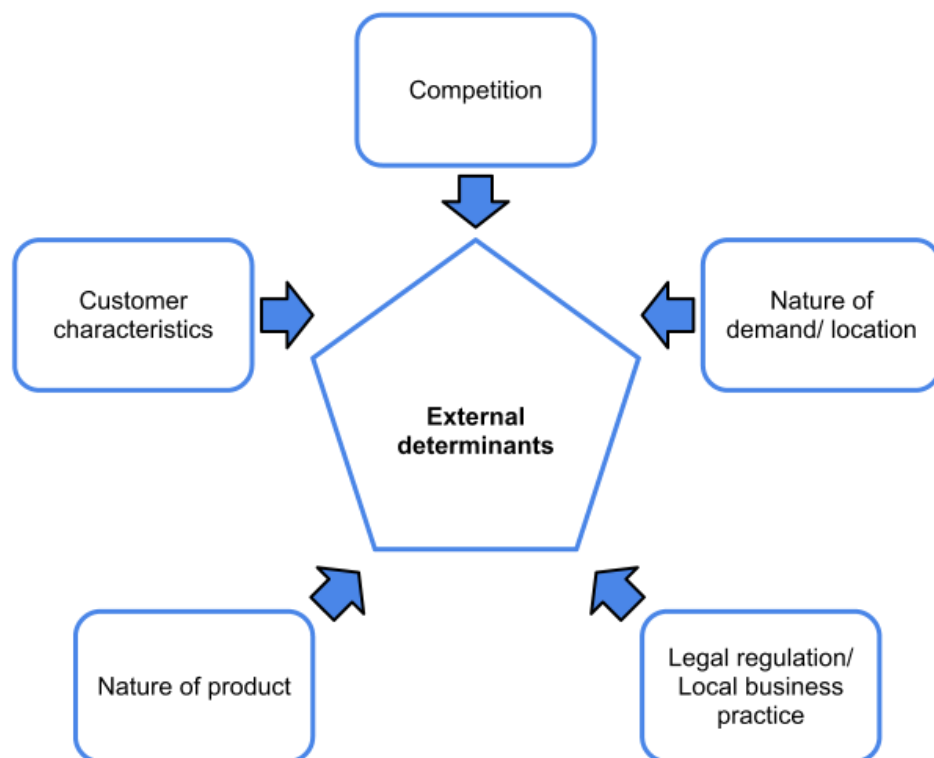 Competition
Customer
characteristics
Nature of
demand/ location
External
determinants
Nature of product
Legal regulation/
Local business
practice